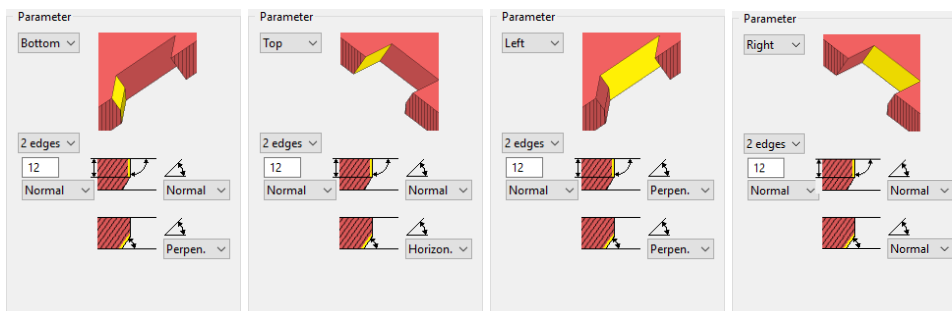 Parameter
Bottom
2 edges
12
Normal Normal
Perpen.
Parameter
Top
2 edges
12
Normal Normal
Horizon.
Parameter
Left
2 edges
12
Normal Perpen.
Perpen.
Parameter
Right
2 edges
12
Normal Normal
Normal